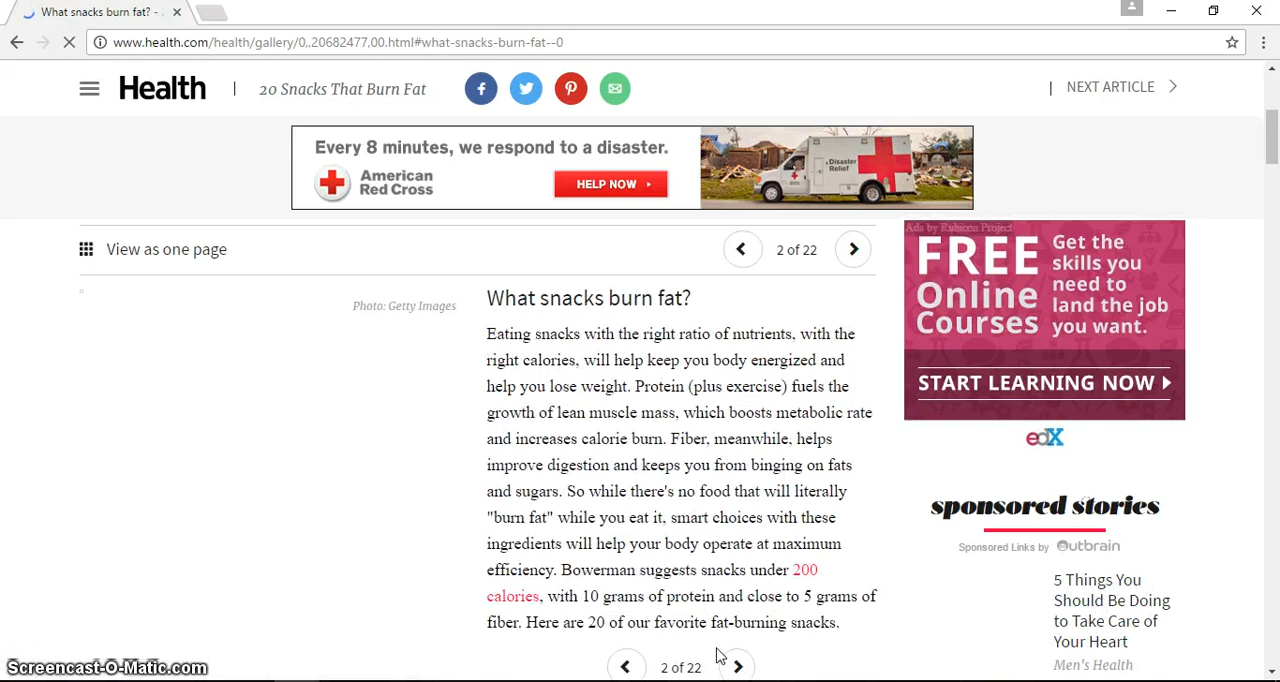 What snacks burn fat? -
www.health.com/health/gallery/0,,20682477,00.html#what-snacks-burn-fat--0
Health | 20 Snacks That Burn Fat
| NEXT ARTICLE
Every 8 minutes, we respond to a disaster.
American
Red Cross
HELP NOW
Disaster
Relief
View as one page
2 of 22
Ads by Rubicon Project
FREE
Online
Courses
Get the
skills you
need to
land the job
you want.
START LEARNING NOW
edX
Photo: Getty Images
What snacks burn fat?
Eating snacks with the right ratio of nutrients, with the
right calories, will help keep you body energized and
help you lose weight. Protein (plus exercise) fuels the
growth of lean muscle mass, which boosts metabolic rate
and increases calorie burn. Fiber, meanwhile, helps
improve digestion and keeps you from binging on fats
and sugars. So while there's no food that will literally
"burn fat" while you eat it, smart choices with these
ingredients will help your body operate at maximum
efficiency. Bowerman suggests snacks under 200
calories, with 10 grams of protein and close to 5 grams of
fiber. Here are 20 of our favorite fat-burning snacks.
2 of 22
sponsored stories
Sponsored Links by Outbrain
5 Things You
Should Be Doing
to Take Care of
Your Heart
Men's Health
Screencast-O-Matic.com